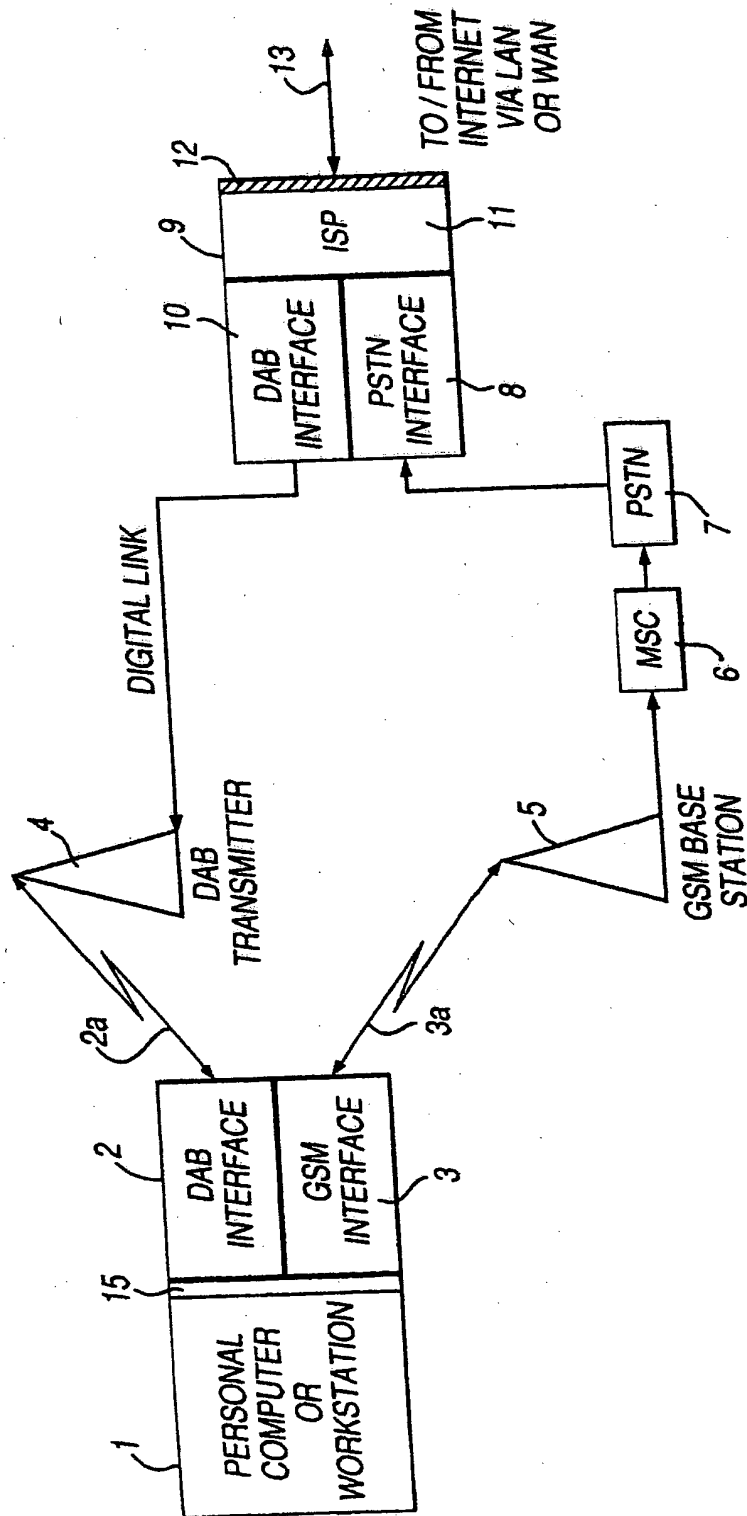 1
PERSONAL
COMPUTER
OR
WORKSTATION
15
2
DAB
INTERFACE
GSM
INTERFACE
3
2a
3a
4
DAB
TRANSMITTER
DIGITAL LINK
5
GSM BASE
STATION
MSC
6
PSTN
7
9
10
DAB
INTERFACE
PSTN
INTERFACE
8
ISP
11
12
13
TO / FROM
INTERNET
VIA LAN
OR WAN